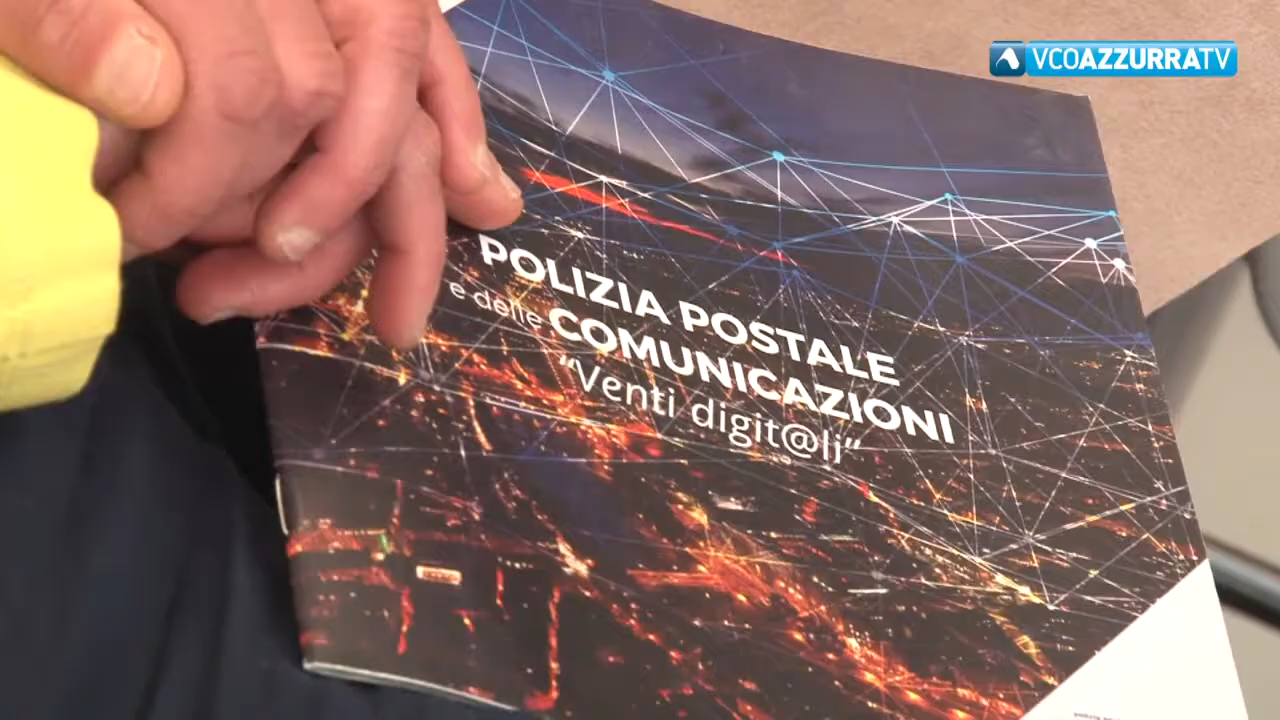 VCOAZZURRATV
POLIZIA POSTALE
e delle COMUNICAZIONI
“Venti digit@li”